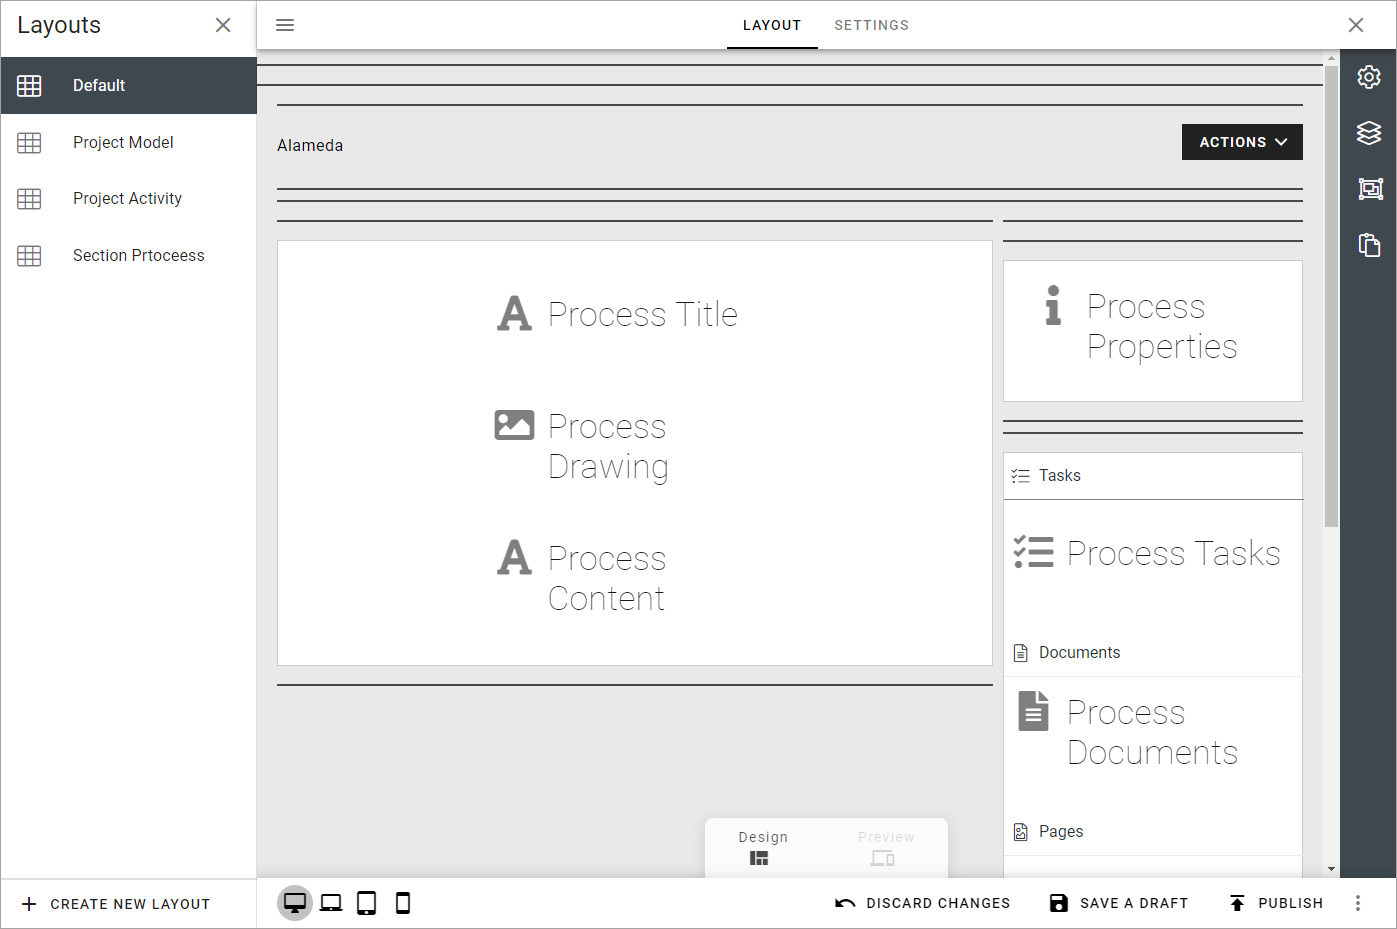 Layouts
LAYOUT
SETTINGS
Default
Project Model
Project Activity
Section Prtoceess
Alameda
ACTIONS
Process Title
Process
Drawing
Process
Content
Process
Properties
Tasks
Process Tasks
Documents
Process
Documents
Pages
Design
Preview
CREATE NEW LAYOUT
DISCARD CHANGES
SAVE A DRAFT
PUBLISH